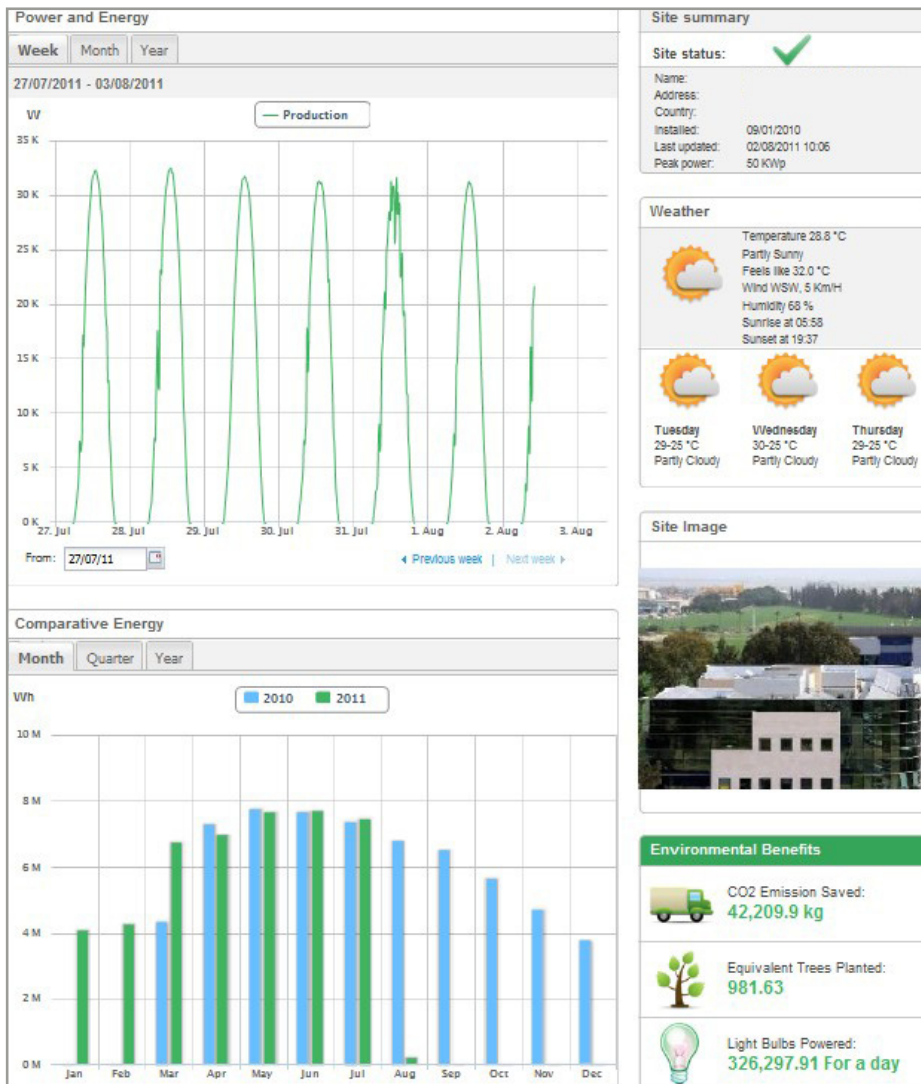 Power and Energy
Week Month Year
27/07/2011 - 03/08/2011
W
Production
35 K
30 K
25 K
20 K
15 K
10 K
5 K
0 K
27. Jul 28. Jul 29. Jul 30. Jul 31. Jul 1. Aug 2. Aug 3. Aug
From: 27/07/11 Previous week | Next week
Comparative Energy
Month Quarter Year
Wh
2010 2011
10 M
8 M
6 M
4 M
2 M
0 M
Jan Feb Mar Apr May Jun Jul Aug Sep Oct Nov Dec
Site summary
Site status:
Name:
Address:
Country:
Installed: 09/01/2010
Last updated: 02/08/2011 10:06
Peak power: 50 KWp
Weather
Temperature 28.8 °C
Partly Sunny
Feels like 32.0 °C
Wind WSW, 5 Km/H
Humidity 68 %
Sunrise at 05:58
Sunset at 19:37
Tuesday Wednesday Thursday
29-25 °C 30-25 °C 29-25 °C
Partly Cloudy Partly Cloudy Partly Cloudy
Site Image
Environmental Benefits
CO2 Emission Saved:
42,209.9 kg
Equivalent Trees Planted:
981.63
Light Bulbs Powered:
326,297.91 For a day